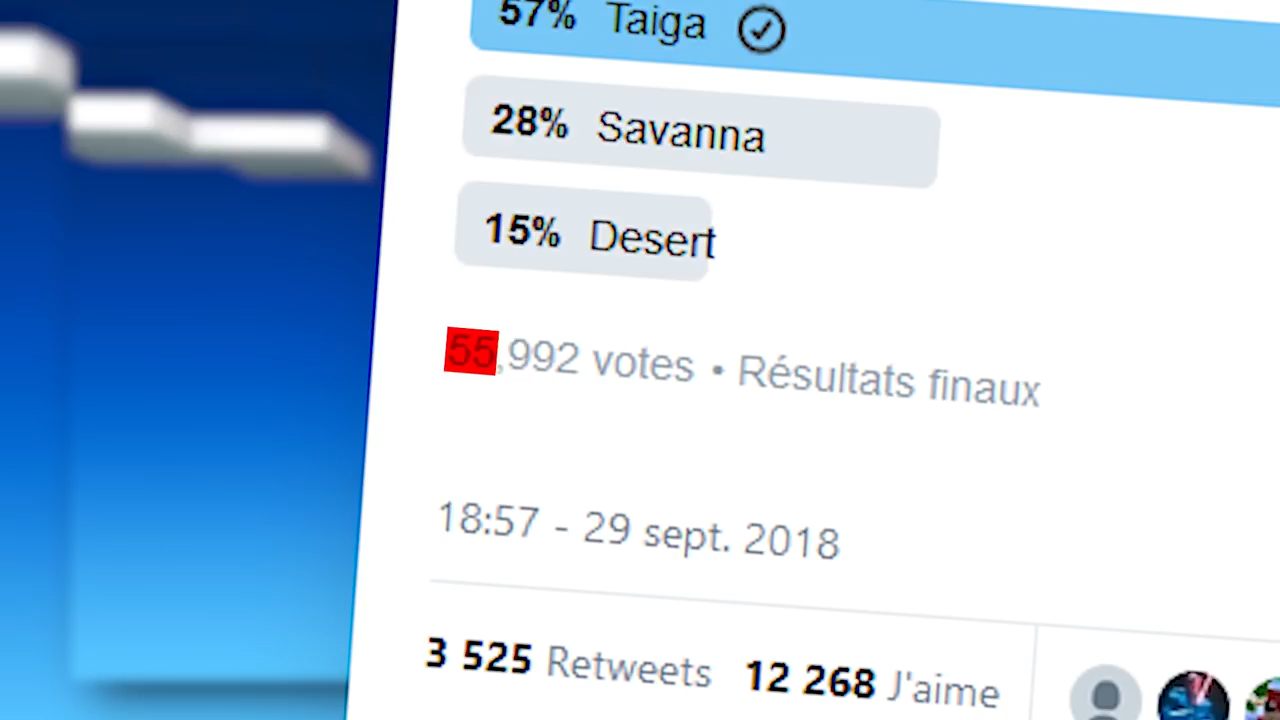 57% Taiga
28% Savanna
15% Desert
55,992 votes • Résultats finaux
18:57 - 29 sept. 2018
3 525 Retweets 12 268 J'aime